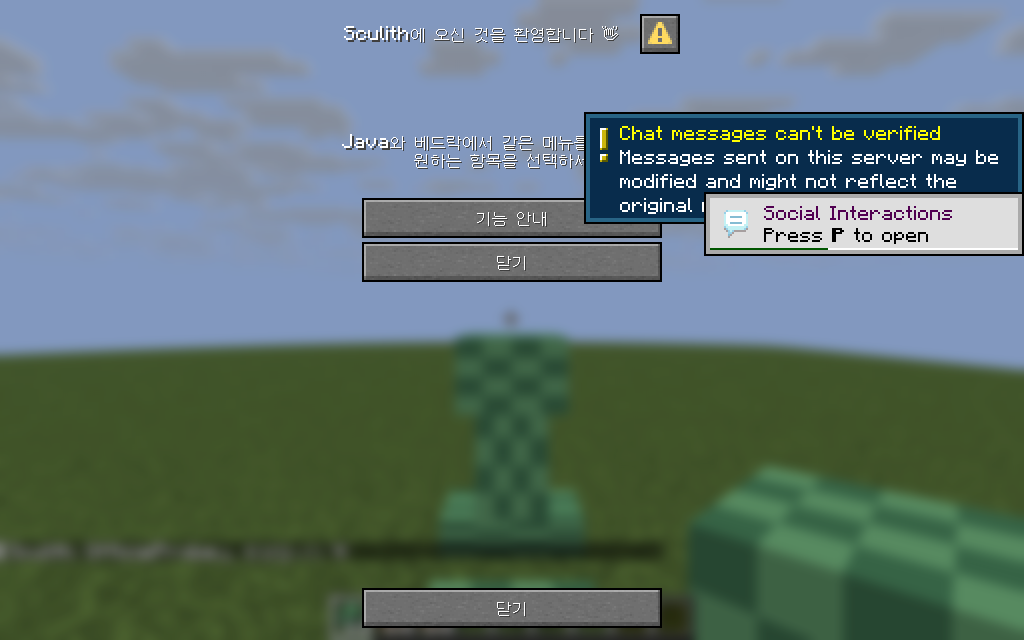 Sculith에 오신 것을 환영합니다 👋
Java와 베드락에서 같은 메뉴를
원하는 항목을 선택하세
Chat messages can't be verified
Messages sent on this server may be
modified and might not reflect the
original
Social Interactions
Press P to open
기능 안내
닫기
닫기